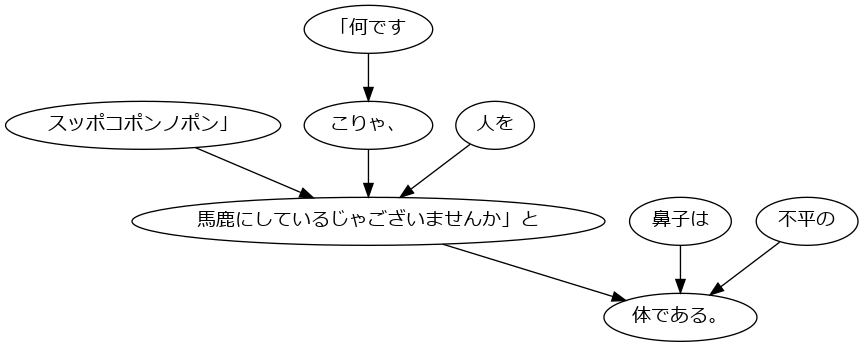 「何です
スッポコポンノポン」
こりゃ、
人を
馬鹿にしているじゃございませんか」と
鼻子は
不平の
体である。